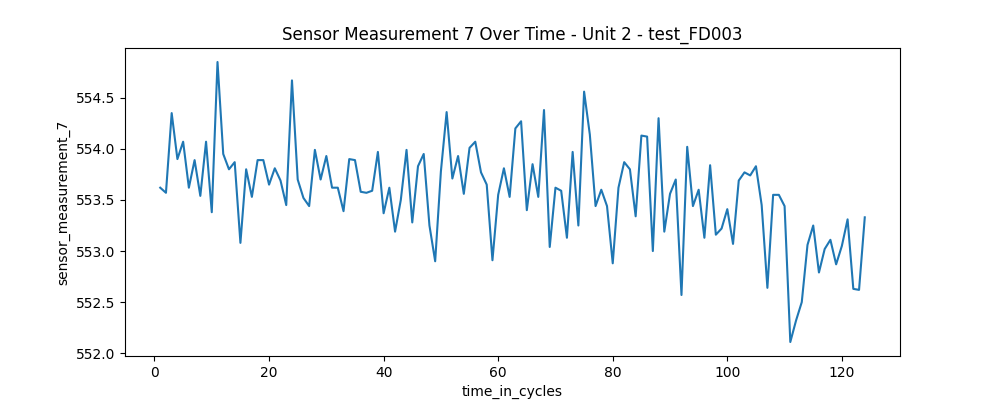 Sensor Measurement 7 Over Time - Unit 2 - test_FD003
554.5
554.0
553.5
553.0
552.5
552.0
sensor_measurement_7
0 20 40 60 80 100 120
time_in_cycles